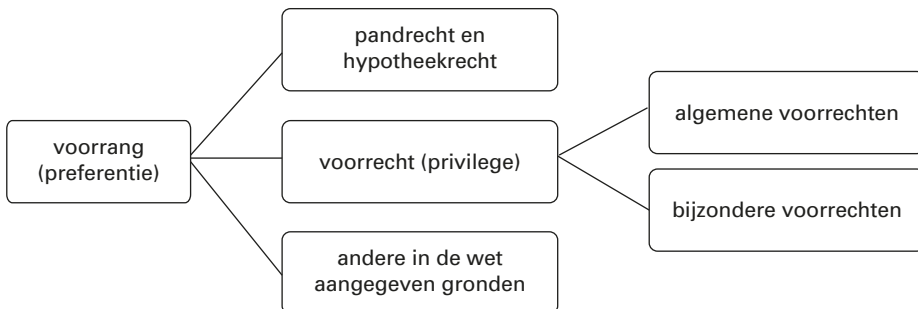 voorrang
(preferentie)
pandrecht en
hypotheekrecht
voorrecht (privilege)
andere in de wet
aangegeven gronden
algemene voorrechten
bijzondere voorrechten